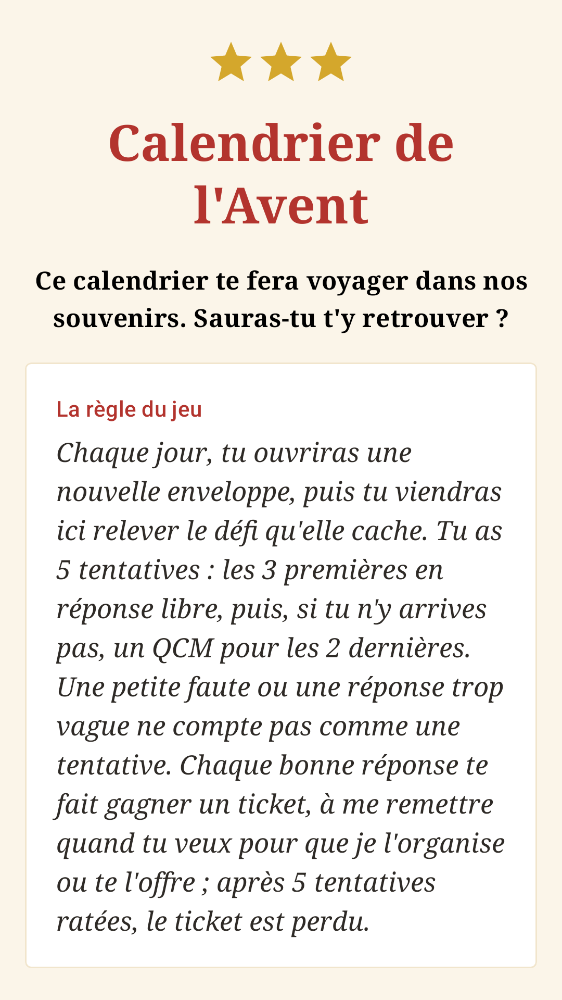 Calendrier de
l'Avent
Ce calendrier te fera voyager dans nos
souvenirs. Sauras-tu t'y retrouver ?
La règle du jeu
Chaque jour, tu ouvriras une
nouvelle enveloppe, puis tu viendras
ici relever le défi qu'elle cache. Tu as
5 tentatives : les 3 premières en
réponse libre, puis, si tu n'y arrives
pas, un QCM pour les 2 dernières.
Une petite faute ou une réponse trop
vague ne compte pas comme une
tentative. Chaque bonne réponse te
fait gagner un ticket, à me remettre
quand tu veux pour que je l'organise
ou te l'offre ; après 5 tentatives
ratées, le ticket est perdu.